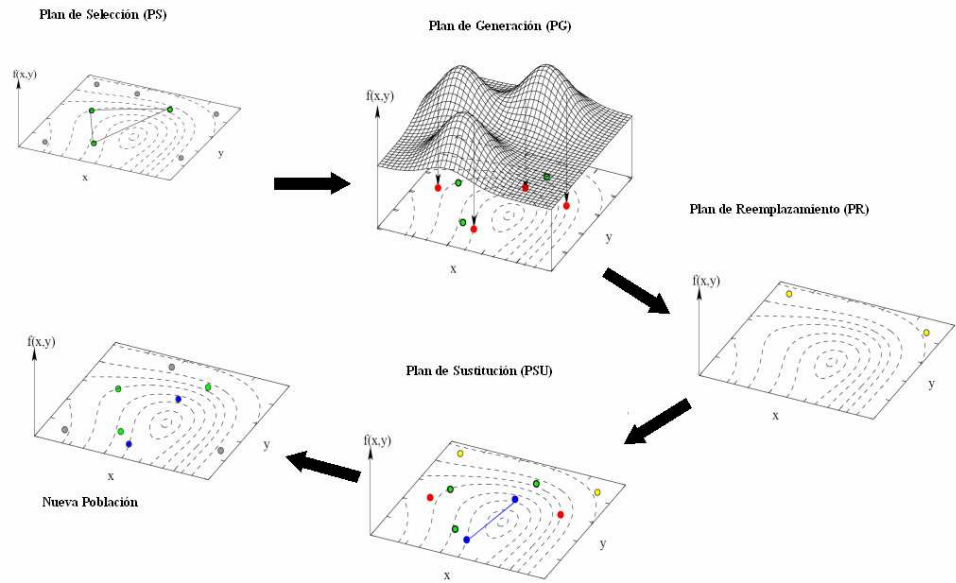 Plan de Selección (PS)
f(x,y)
x
y
Plan de Generación (PG)
f(x,y)
x
y
Plan de Reemplazamiento (PR)
f(x,y)
x
y
Plan de Sustitución (PSU)
f(x,y)
x
y
f(x,y)
x
y
Nueva Población